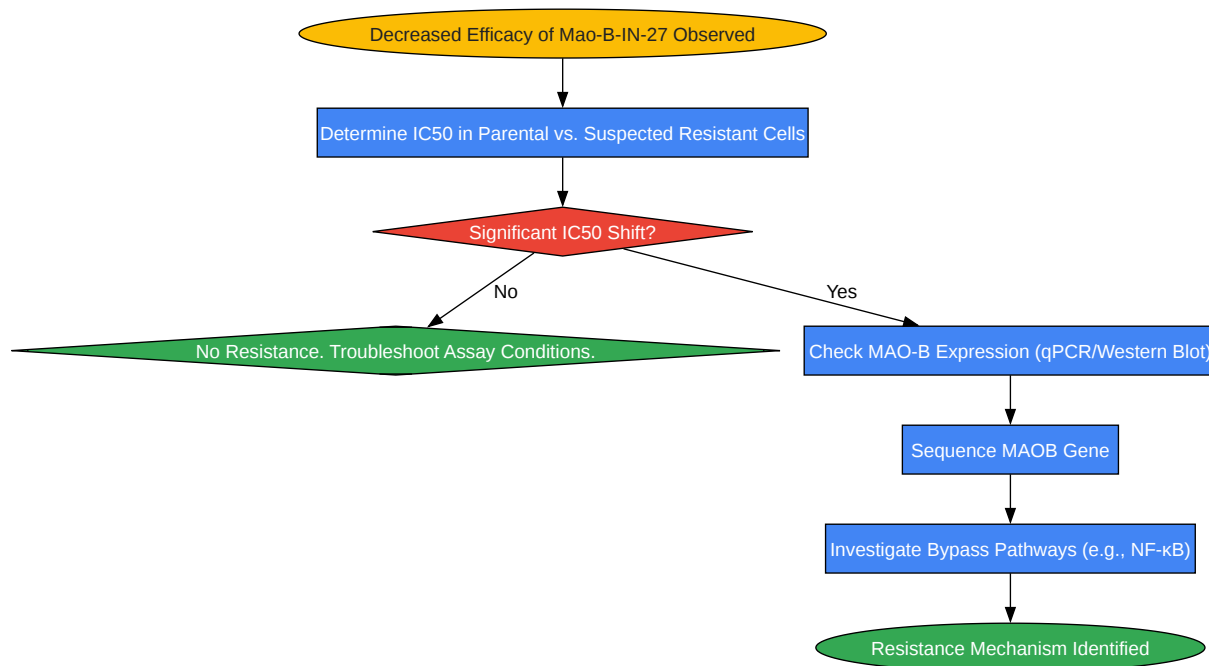 Decreased Efficacy of Mao-B-IN-27 Observed
Determine IC50 in Parental vs. Suspected Resistant Cells
Significant IC50 Shift?
No
Yes
No Resistance. Troubleshoot Assay Conditions.
Check MAO-B Expression (qPCR/Western Blot)
Sequence MAOB Gene
Investigate Bypass Pathways (e.g., NF-κB)
Resistance Mechanism Identified